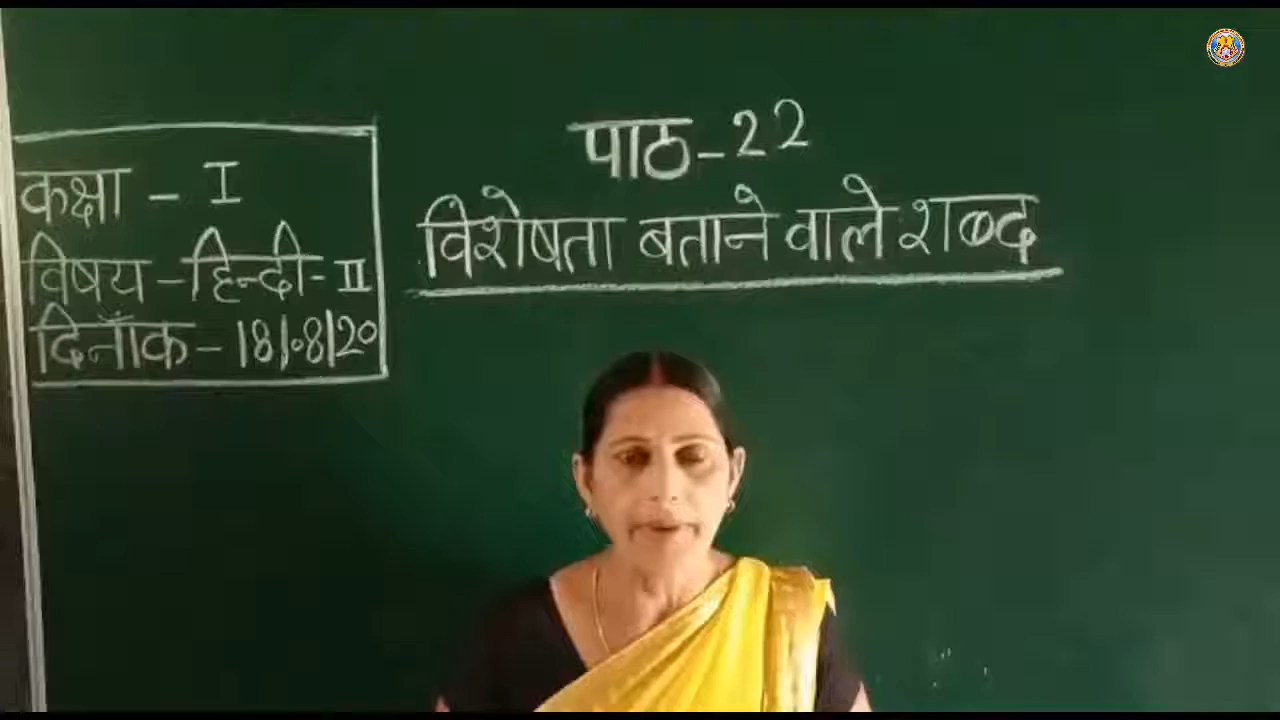 कक्षा - I
विषय - हिन्दी - II
दिनाँक - 18/08/20
पाठ - 22
विशेषता बताने वाले शब्द